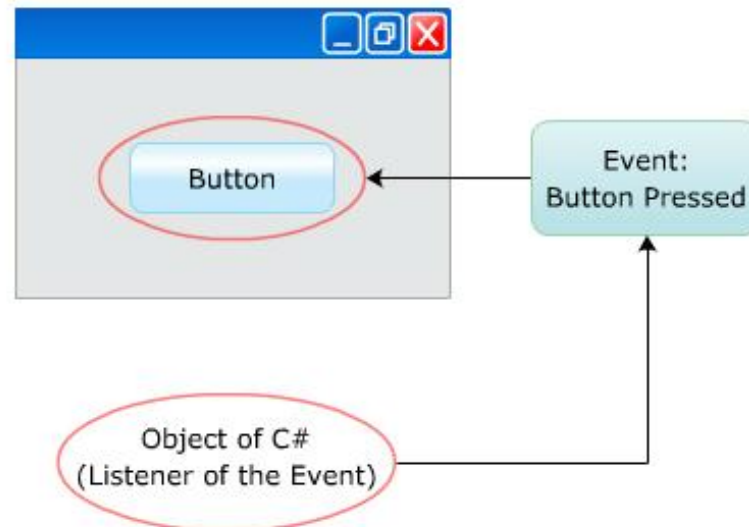 Button
Event:
Button Pressed
Object of C#
(Listener of the Event)